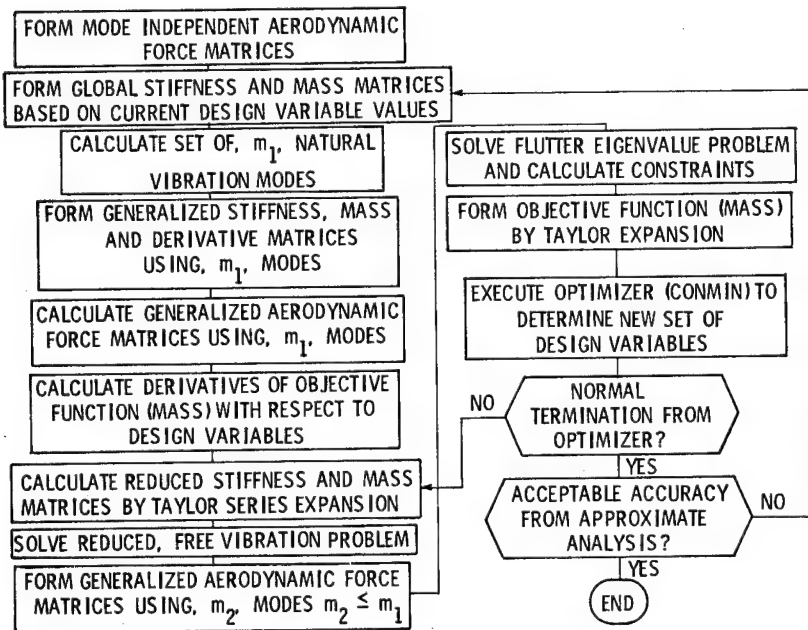 FORM MODE INDEPENDENT AERODYNAMIC
FORCE MATRICES
FORM GLOBAL STIFFNESS AND MASS MATRICES
BASED ON CURRENT DESIGN VARIABLE VALUES
CALCULATE SET OF, m1, NATURAL
VIBRATION MODES
FORM GENERALIZED STIFFNESS, MASS
AND DERIVATIVE MATRICES
USING, m1, MODES
CALCULATE GENERALIZED AERODYNAMIC
FORCE MATRICES USING, m1, MODES
CALCULATE DERIVATIVES OF OBJECTIVE
FUNCTION (MASS) WITH RESPECT TO
DESIGN VARIABLES
CALCULATE REDUCED STIFFNESS AND MASS
MATRICES BY TAYLOR SERIES EXPANSION
SOLVE REDUCED, FREE VIBRATION PROBLEM
FORM GENERALIZED AERODYNAMIC FORCE
MATRICES USING, m2, MODES m2 ≤ m1
SOLVE FLUTTER EIGENVALUE PROBLEM
AND CALCULATE CONSTRAINTS
FORM OBJECTIVE FUNCTION (MASS)
BY TAYLOR EXPANSION
EXECUTE OPTIMIZER (CONMIN) TO
DETERMINE NEW SET OF
DESIGN VARIABLES
NO
NORMAL
TERMINATION FROM
OPTIMIZER?
YES
ACCEPTABLE ACCURACY
FROM APPROXIMATE
ANALYSIS?
NO
YES
END